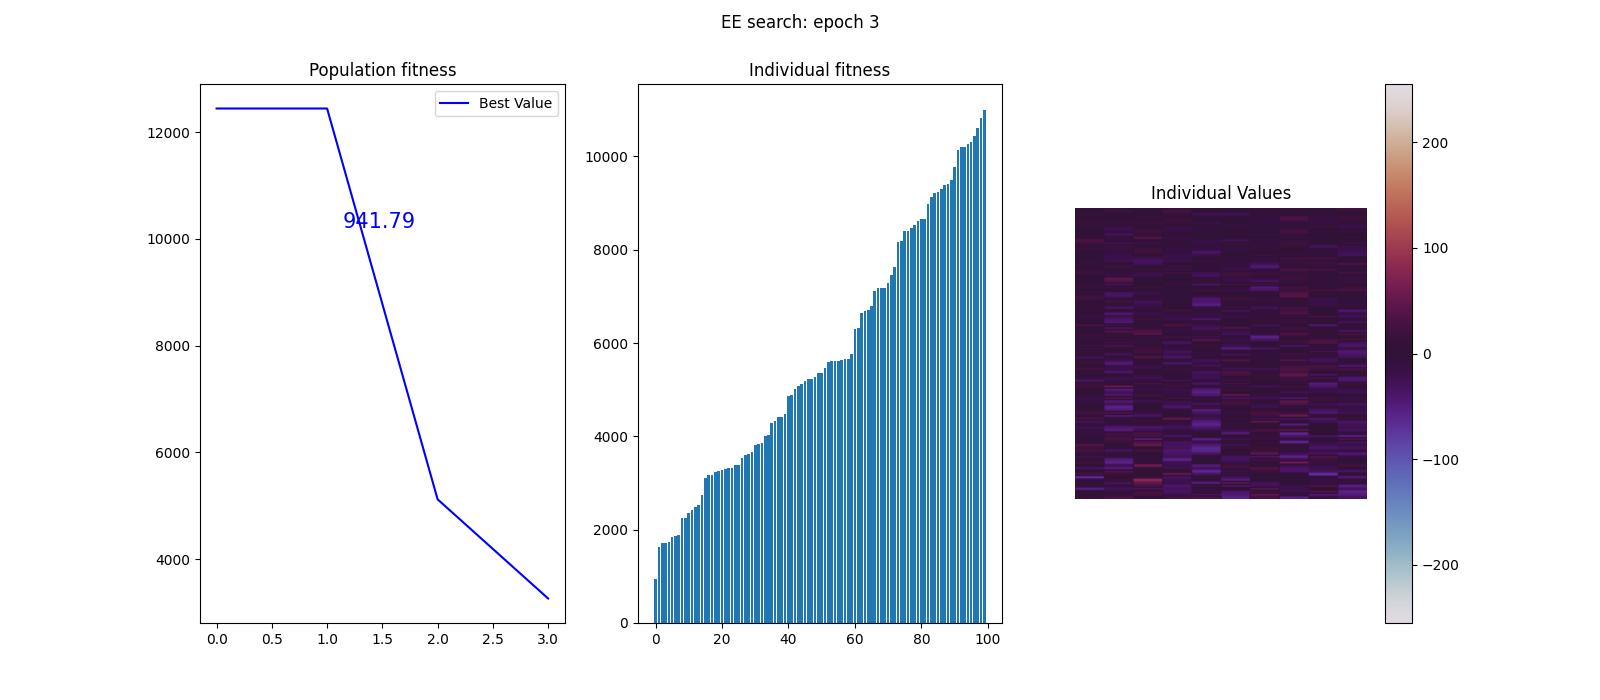 EE search: epoch 3
Population fitness
Best Value
941.79
12000
10000
8000
6000
4000
0.0 0.5 1.0 1.5 2.0 2.5 3.0
Individual fitness
10000
8000
6000
4000
2000
0
0 20 40 60 80 100
Individual Values
200
100
0
−100
−200